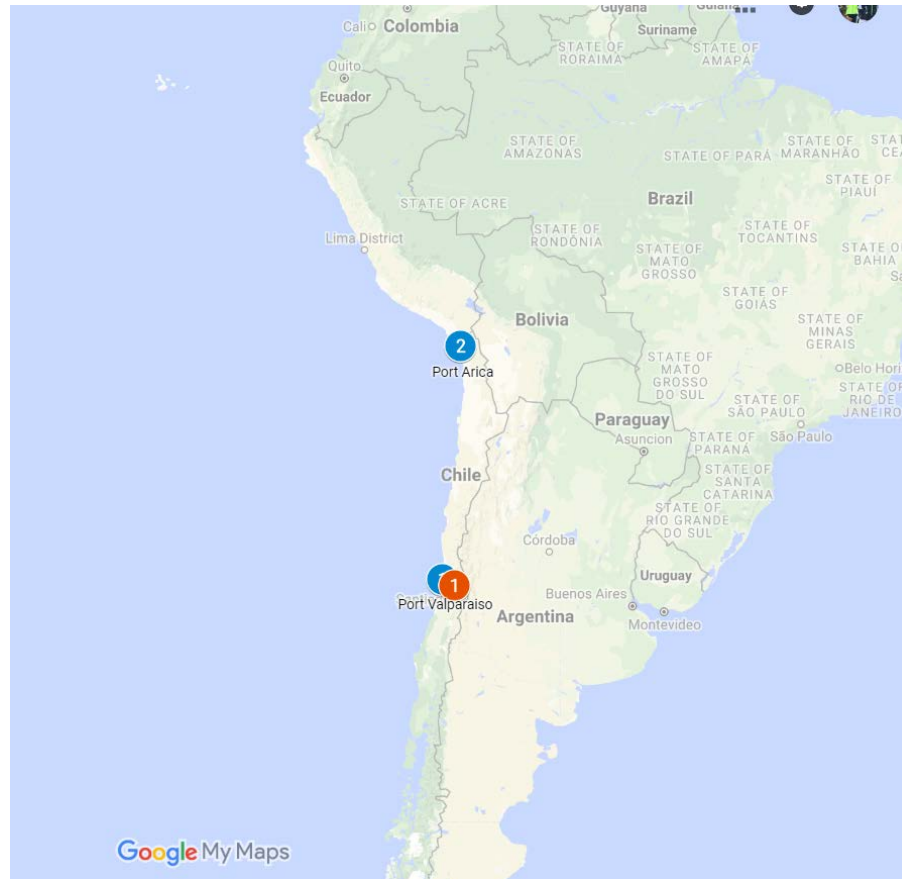 Guyana
Guiana
Cali
Colombia
Suriname
STATE OF
RORAIMA
STATE OF
AMAPÁ
Quito
Ecuador
STATE OF
AMAZONAS
STATE OF PARÁ
STATE OF
MARANHÃO
STATE OF
PIAUÍ
STATE OF ACRE
Brazil
Lima District
STATE OF
RONDÔNIA
STATE OF
TOCANTINS
STATE OF
MATO
GROSSO
STATE O
BAHIA
STATE OF
GOIÁS
Bolivia
STATE OF
MINAS
GERAIS
2
Port Arica
STATE OF
MATO
GROSSO
DO SUL
Belo Hori
STATE OF
RIO DE
JANEIRO
STATE OF
SÃO PAULO
Paraguay
Asuncion
STATE OF
PARANÁ
São Paulo
Chile
STATE OF
SANTA
CATARINA
STATE OF
RIO GRANDE
DO SUL
Córdoba
1
Port Valparaiso
Uruguay
Buenos Aires
Argentina
Montevideo
Google My Maps